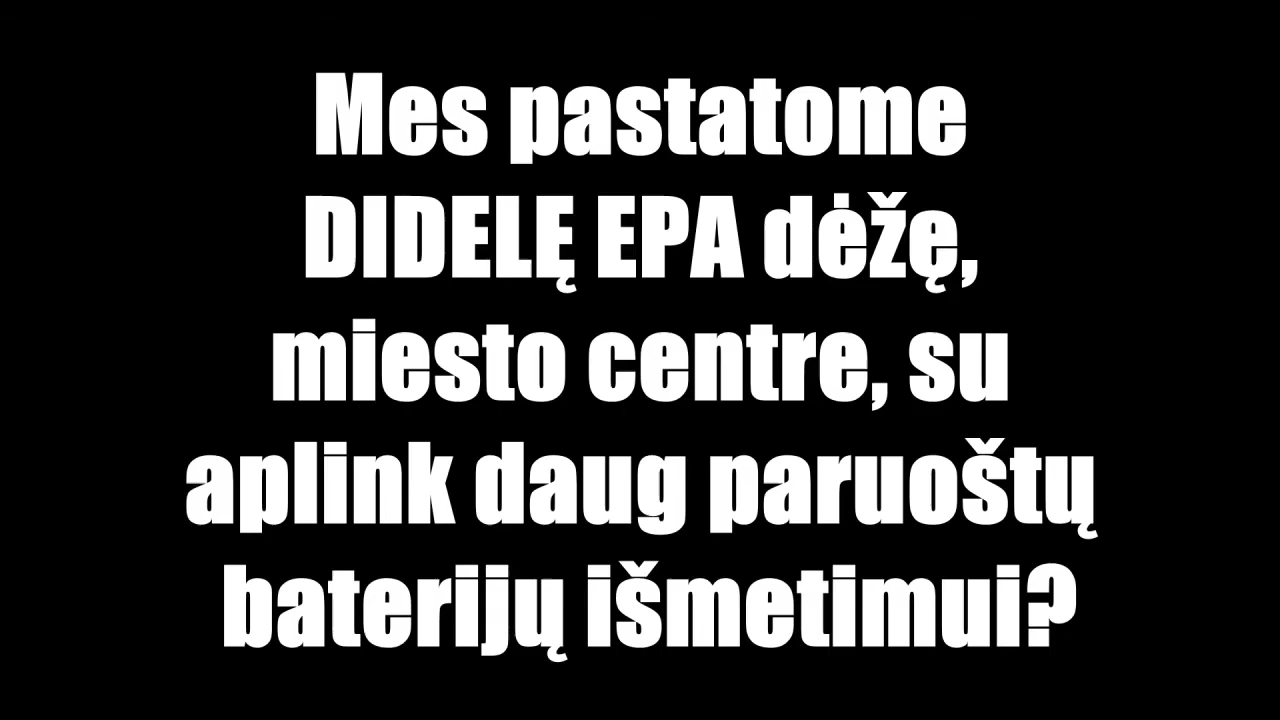 Mes pastatome
DIDELĘ EPA dėžę,
miesto centre, su
aplink daug paruoštų
baterijų išmetimui?